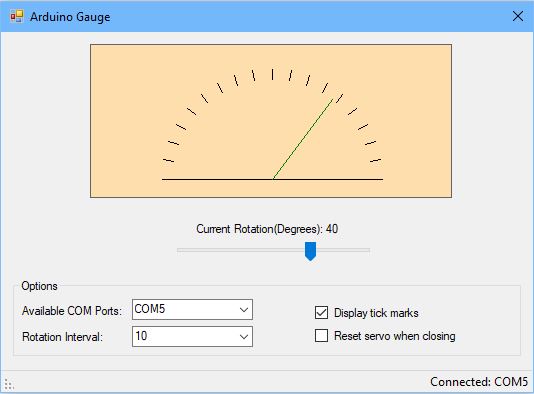 Arduino Gauge
Current Rotation(Degrees): 40
Options
Available COM Ports: COM5
Display tick marks
Rotation Interval: 10
Reset servo when closing
Connected: COM5